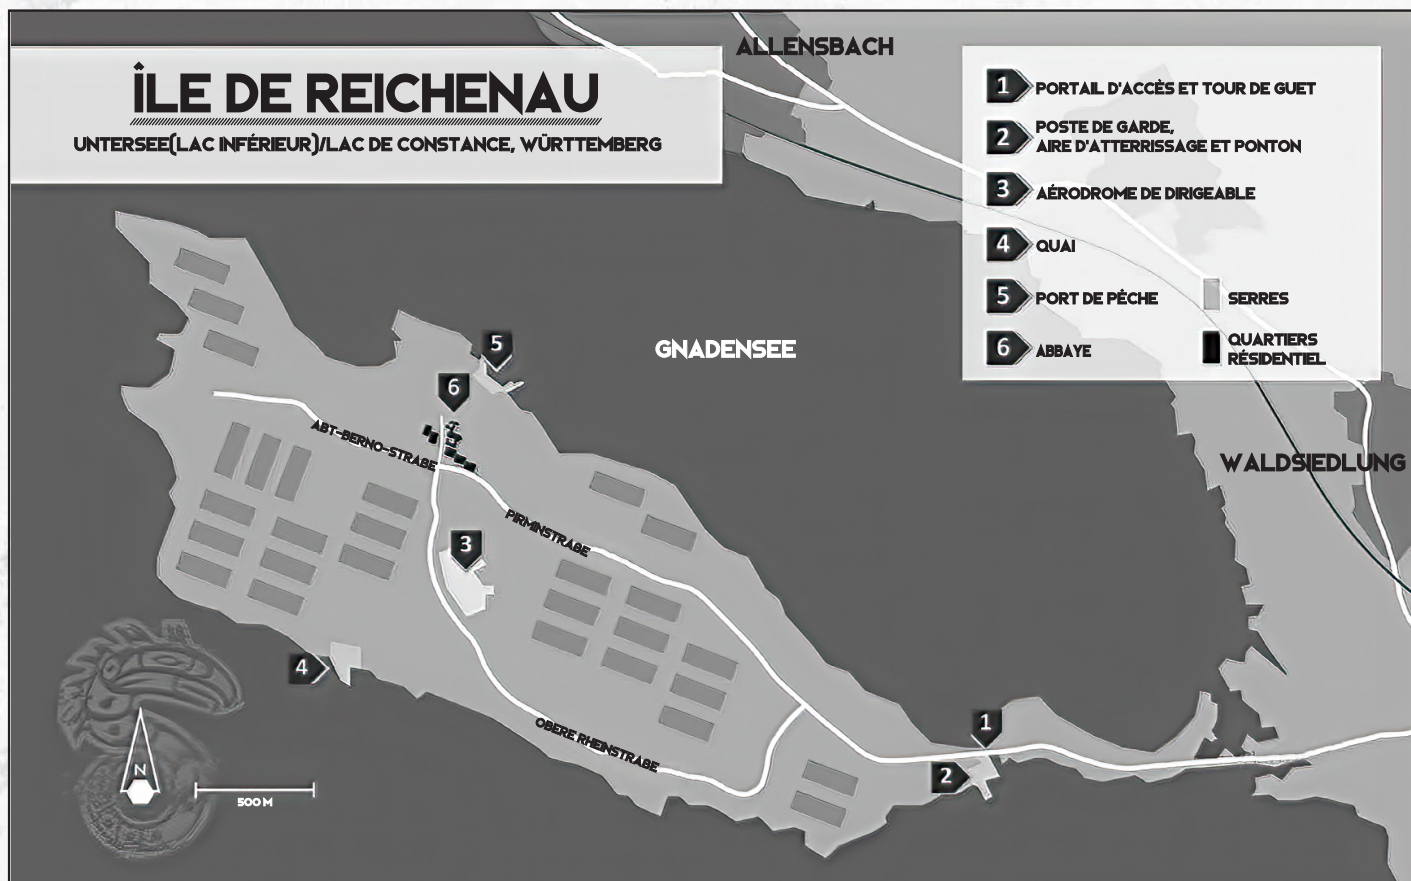 ALLENSBACH
ÎLE DE REICHENAU
UNTERSEE(LAC INFÉRIEUR)/LAC DE CONSTANCE, WÜRTTEMBERG
1 PORTAIL D'ACCÈS ET TOUR DE GUET
2 POSTE DE GARDE,
AIRE D'ATTERRISSAGE ET PONTON
3 AÉRODROME DE DIRIGEABLE
4 QUAI
5 PORT DE PÊCHE
SERRES
6 ABBAYE
QUARTIERS
RÉSIDENTIEL
GNADENSEE
5
6
ABT-BERNO-STRAßE
WALDSIEDLUNG
PIRMINSTRAßE
3
4
OBERE RHEINSTRAßE
1
2
N
500 M